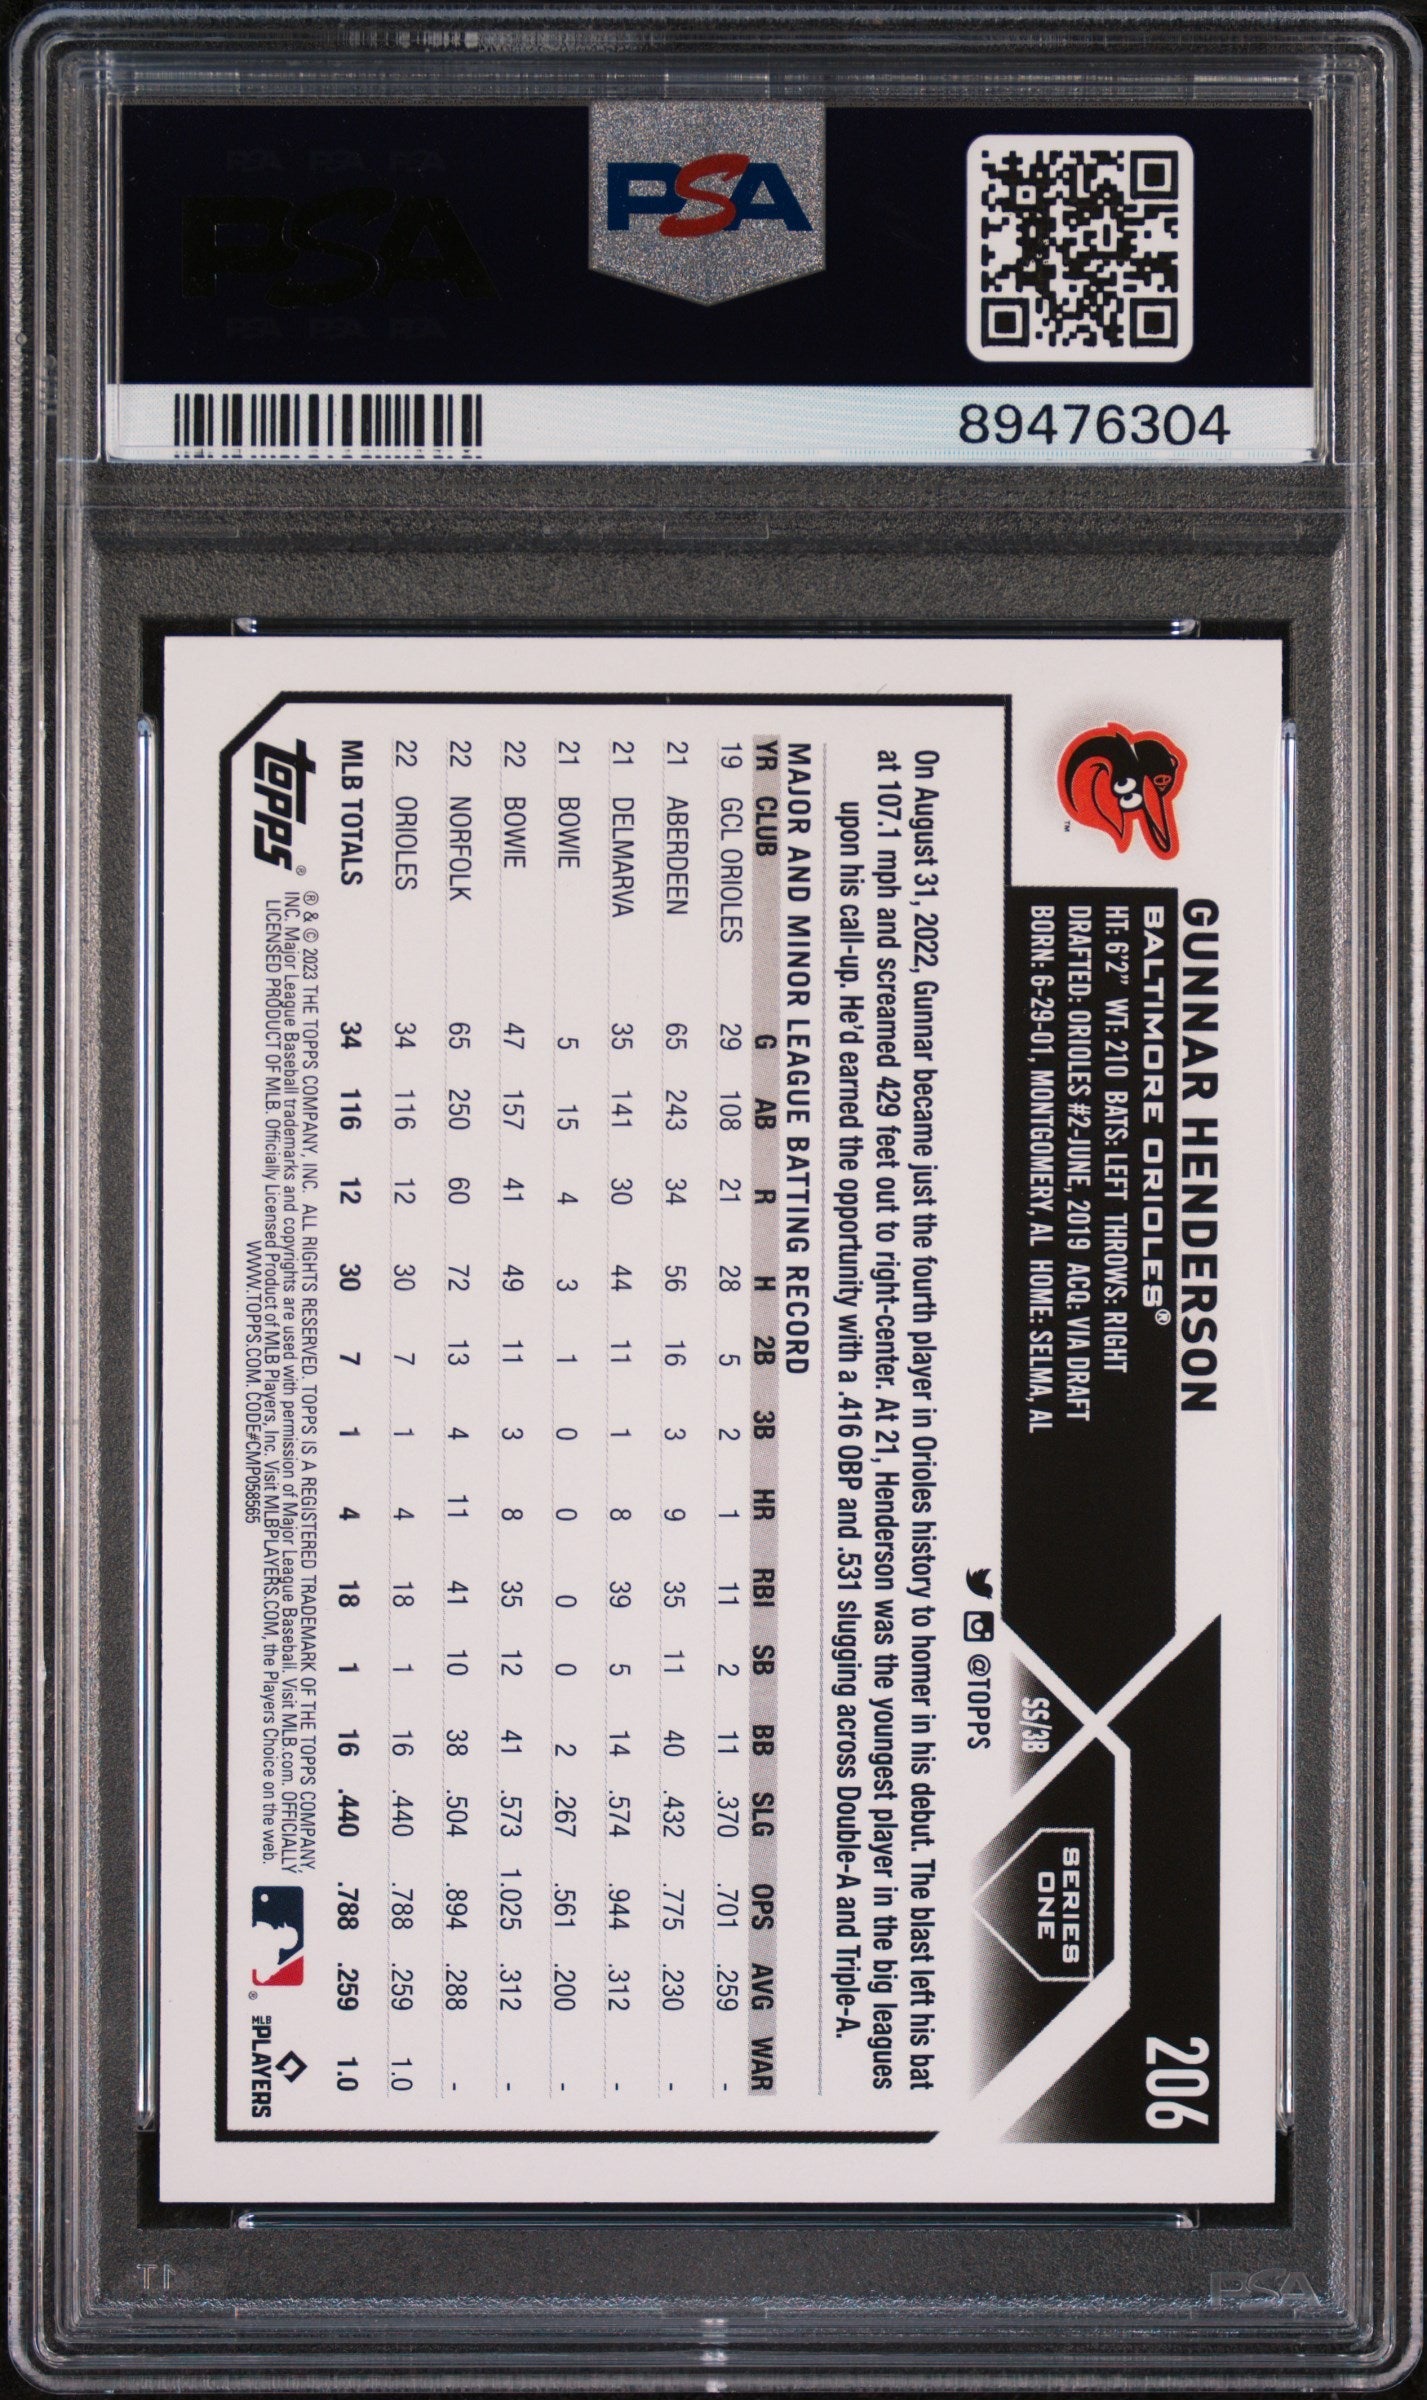 PSA PSA PSA
PSA
PSA PSA PSA
PSA
89476304
206
GUNNAR HENDERSON
BALTIMORE ORIOLES®
HT: 6'2" WT: 210 BATS: LEFT THROWS: RIGHT
DRAFTED: ORIOLES #2-JUNE, 2019 ACQ: VIA DRAFT
BORN: 6-29-01, MONTGOMERY, AL HOME: SELMA, AL
SERIES
ONE
SS/3B
@TOPPS
TM
On August 31, 2022, Gunnar became just the fourth player in Orioles history to homer in his debut. The blast left his bat
at 107.1 mph and screamed 429 feet out to right-center. At 21, Henderson was the youngest player in the big leagues
upon his call-up. He'd earned the opportunity with a .416 OBP and .531 slugging across Double-A and Triple-A.
MAJOR AND MINOR LEAGUE BATTING RECORD
YR CLUB G AB R H 2B 3B HR RBI SB BB SLG OPS AVG WAR
19 GCL ORIOLES 29 108 21 28 5 2 1 11 2 11 .370 .701 .259 -
21 ABERDEEN 65 243 34 56 16 3 9 35 11 40 .432 .775 .230 -
21 DELMARVA 35 141 30 44 11 1 8 39 5 14 .574 .944 .312 -
21 BOWIE 5 15 4 3 1 0 0 0 0 2 .267 .561 .200 -
22 BOWIE 47 157 41 49 11 3 8 35 12 41 .573 1.025 .312 -
22 NORFOLK 65 250 60 72 13 4 11 41 10 38 .504 .894 .288 -
22 ORIOLES 34 116 12 30 7 1 4 18 1 16 .440 .788 .259 1.0
MLB TOTALS 34 116 12 30 7 1 4 18 1 16 .440 .788 .259 1.0
topps®
® & © 2023 THE TOPPS COMPANY, INC. ALL RIGHTS RESERVED. TOPPS IS A REGISTERED TRADEMARK OF THE TOPPS COMPANY,
INC. Major League Baseball trademarks and copyrights are used with permission of Major League Baseball. Visit MLB.com. OFFICIALLY
LICENSED PRODUCT OF MLB. Officially Licensed Product of MLB Players, Inc. Visit MLBPLAYERS.COM, the Players Choice on the web.
WWW.TOPPS.COM. CODE#CMP058565
®
MLB PLAYERS
PSA